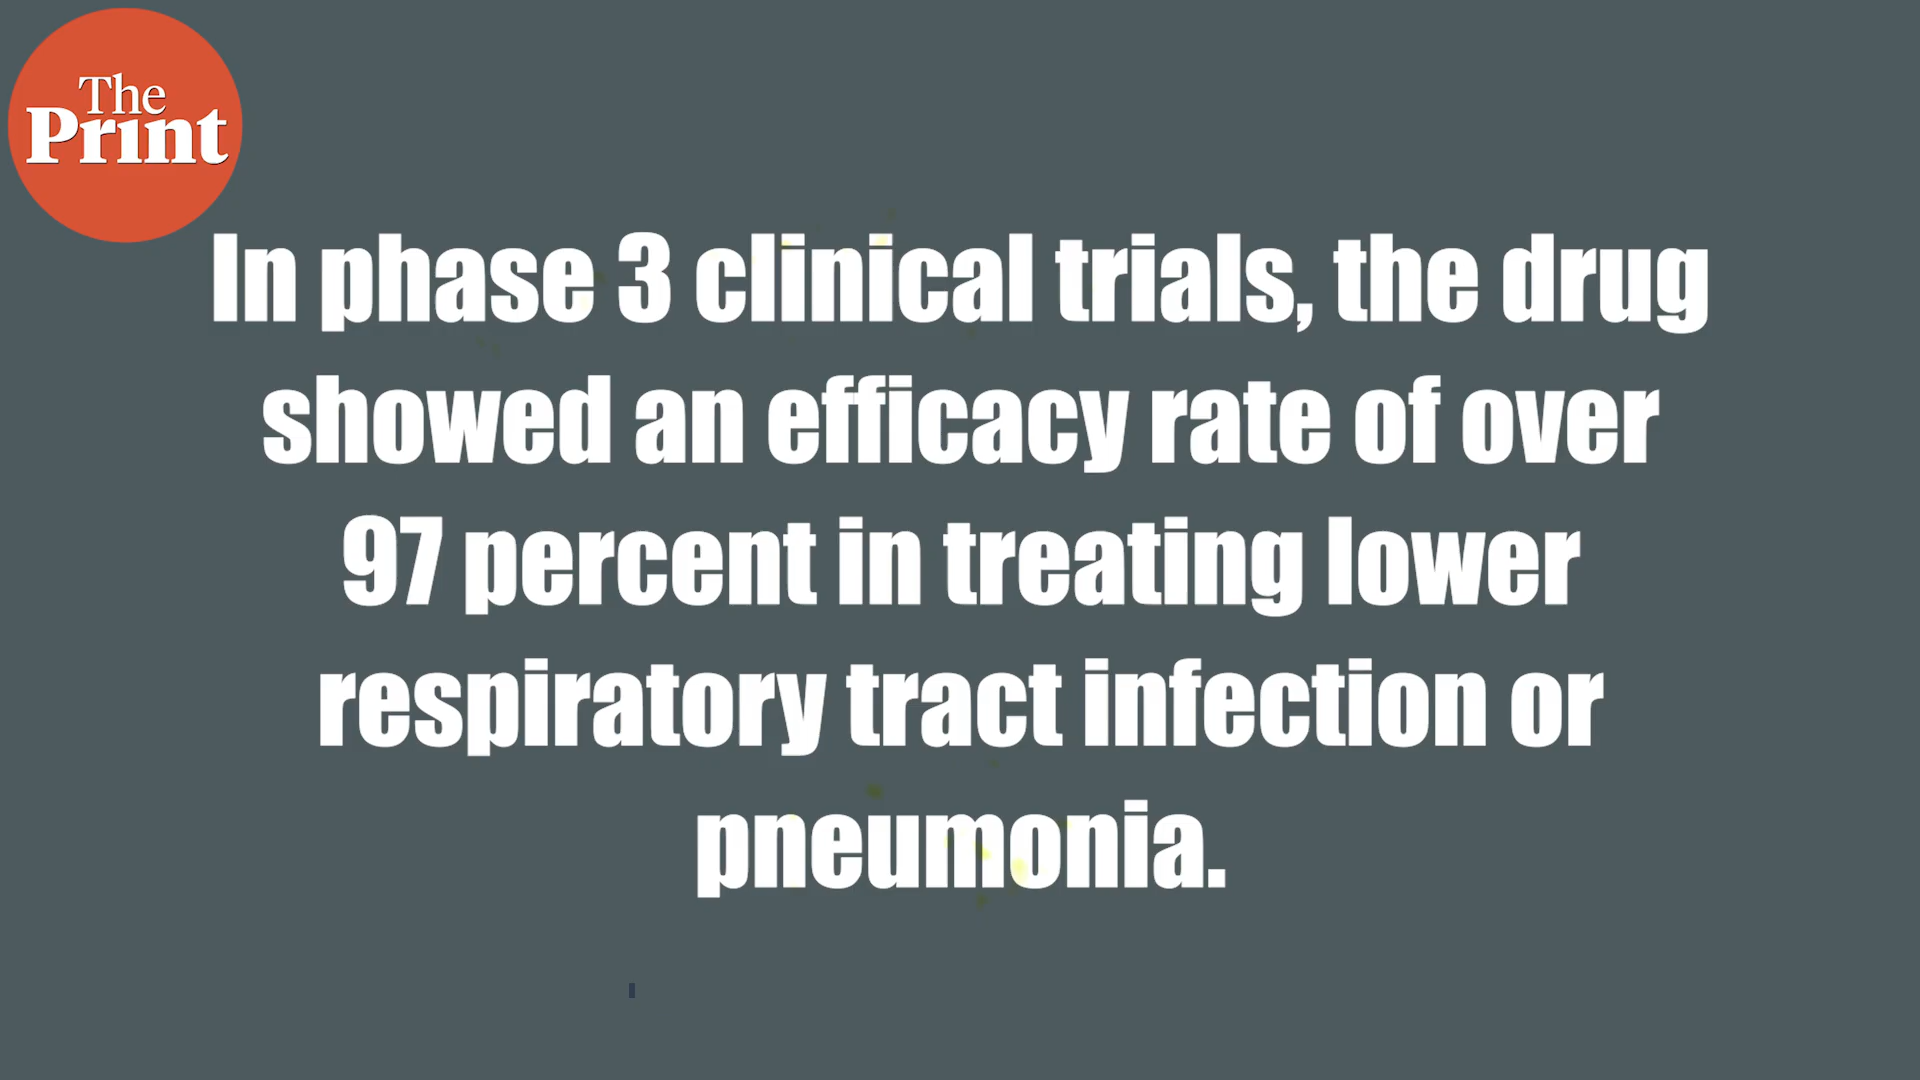 The
Print
In phase 3 clinical trials, the drug
showed an efficacy rate of over
97 percent in treating lower
respiratory tract infection or
pneumonia.